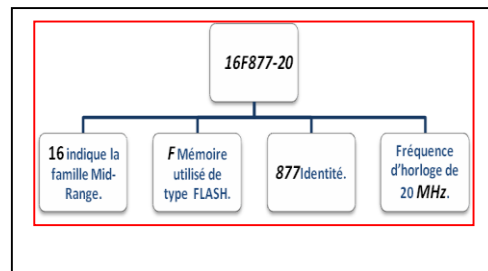 16F877-20
16 indique la
famille Mid-
Range.
F Mémoire
utilisé de
type FLASH.
877Identité.
Fréquence
d'horloge de
20 MHz.